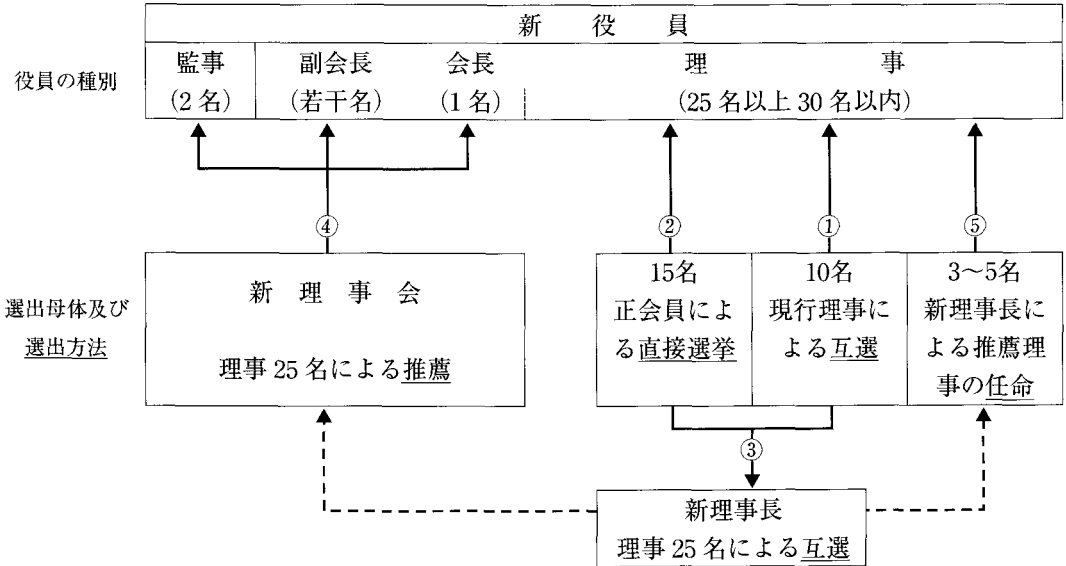 新役員
役員の種別
監事
(2名)
副会長
(若干名)
会長
(1名)
理事
(25名以上30名以内)
④
②
①
⑤
選出母体及び
選出方法
新理事会
理事25名による推薦
15名
正会員によ
る直接選挙
10名
現行理事に
よる互選
3〜5名
新理事長に
よる推薦理
事の任命
③
新理事長
理事25名による互選